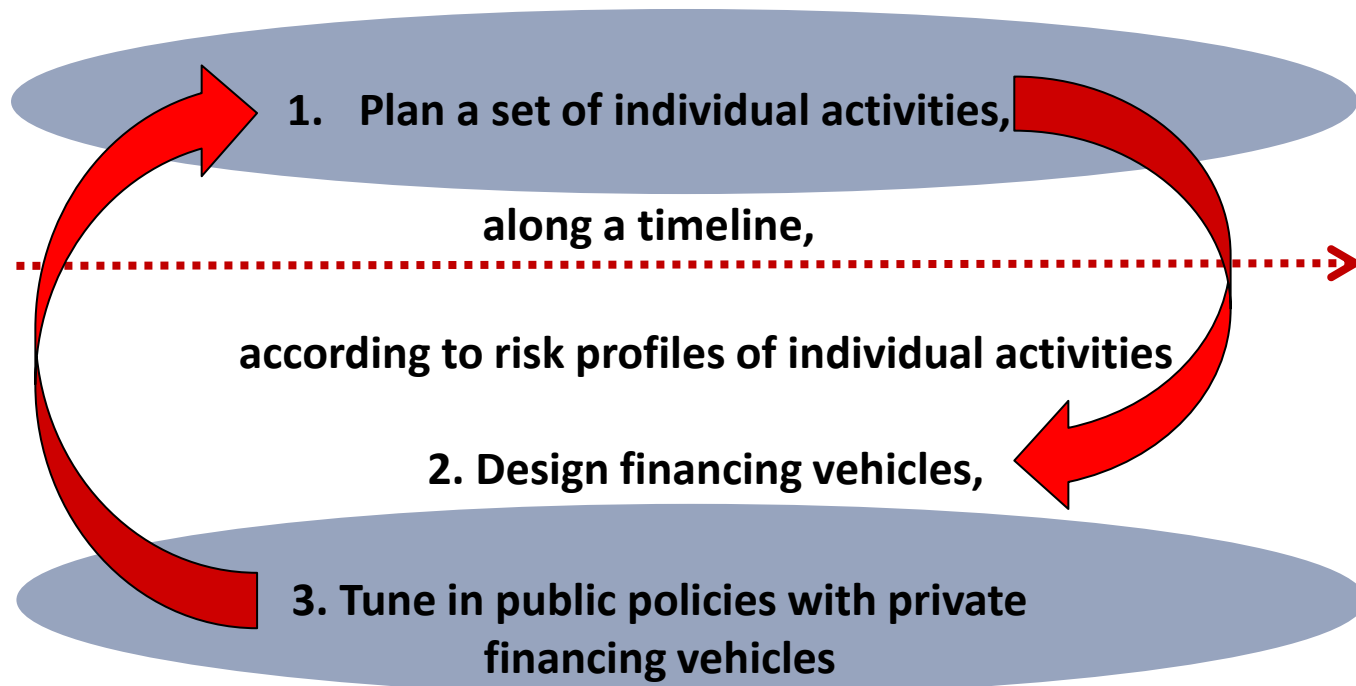 1. Plan a set of individual activities,
along a timeline,
according to risk profiles of individual activities
2. Design financing vehicles,
3. Tune in public policies with private
financing vehicles